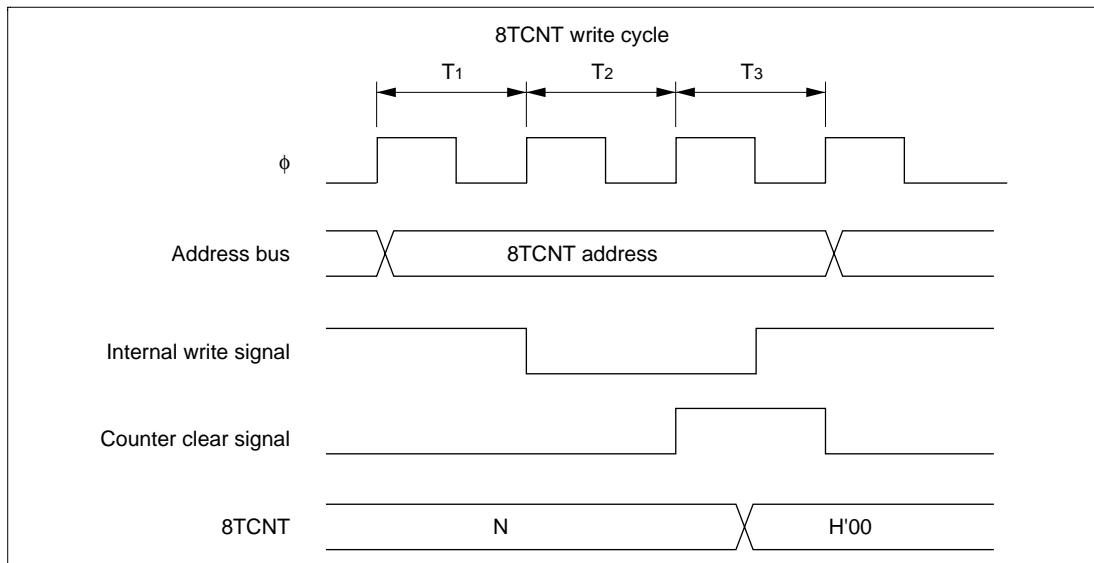 8TCNT write cycle
T1 T2 T3
φ
Address bus
8TCNT address
Internal write signal
Counter clear signal
8TCNT
N
H'00